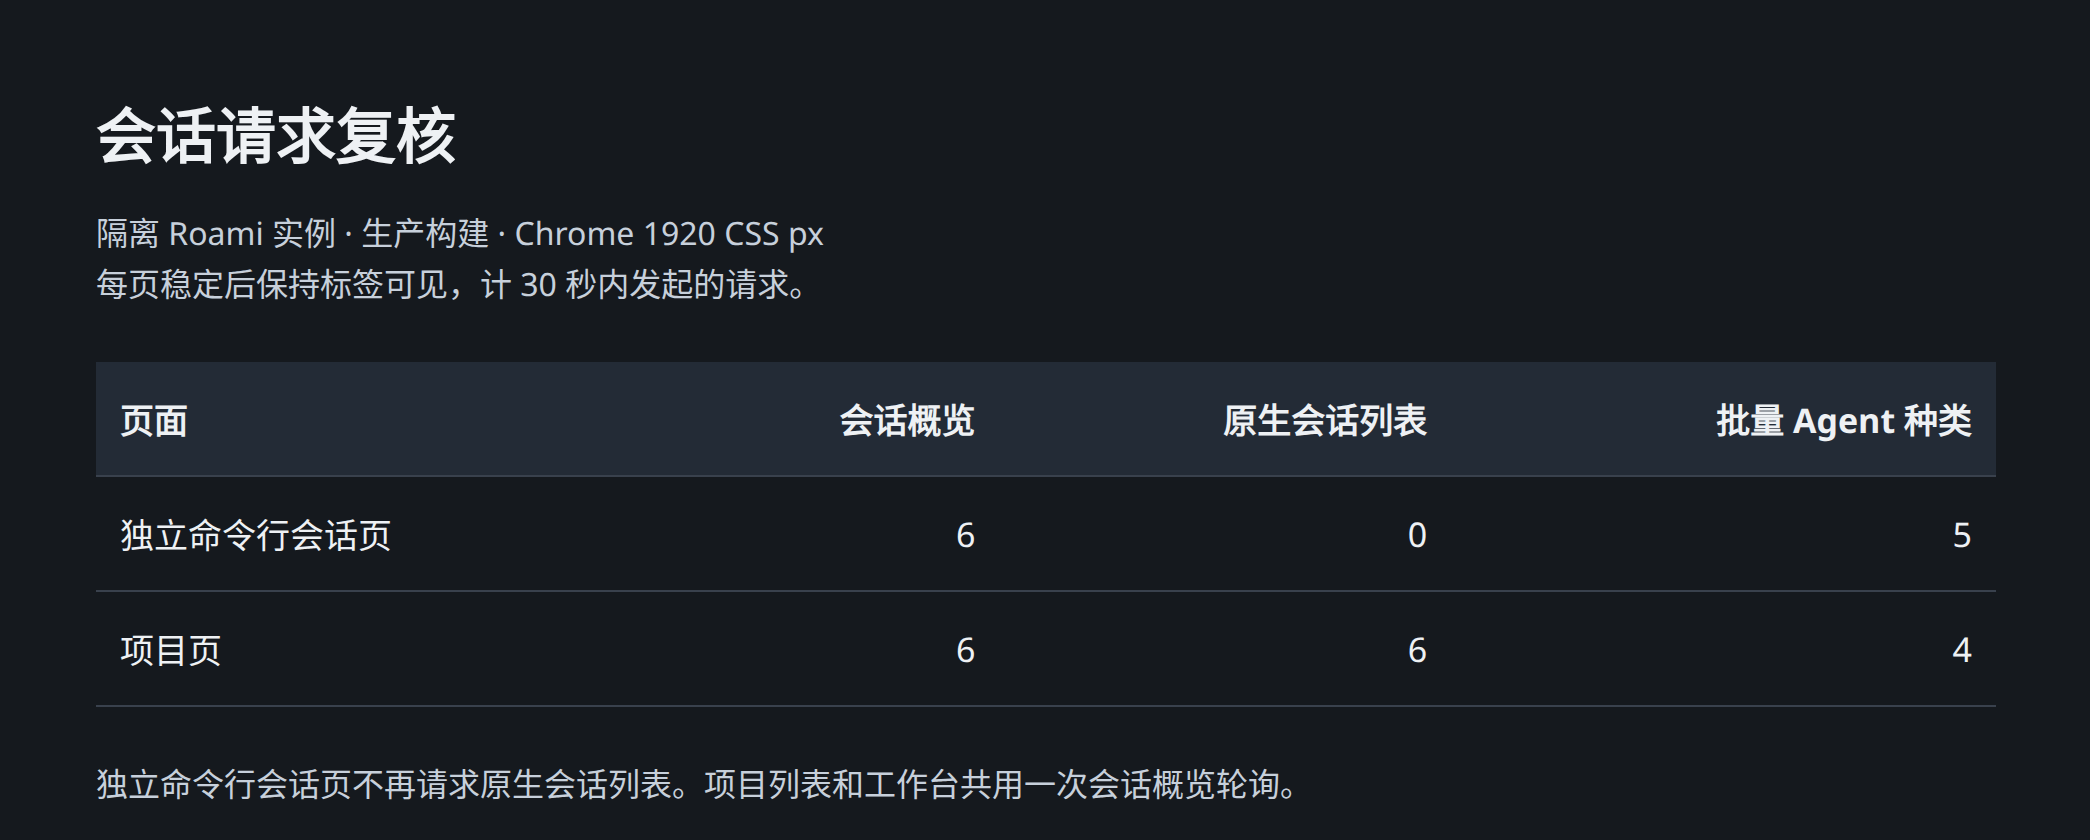 会话请求复核
隔离 Roami 实例 · 生产构建 · Chrome 1920 CSS px
每页稳定后保持标签可见，计 30 秒内发起的请求。
页面 会话概览 原生会话列表 批量 Agent 种类
独立命令行会话页 6 0 5
项目页 6 6 4
独立命令行会话页不再请求原生会话列表。项目列表和工作台共用一次会话概览轮询。